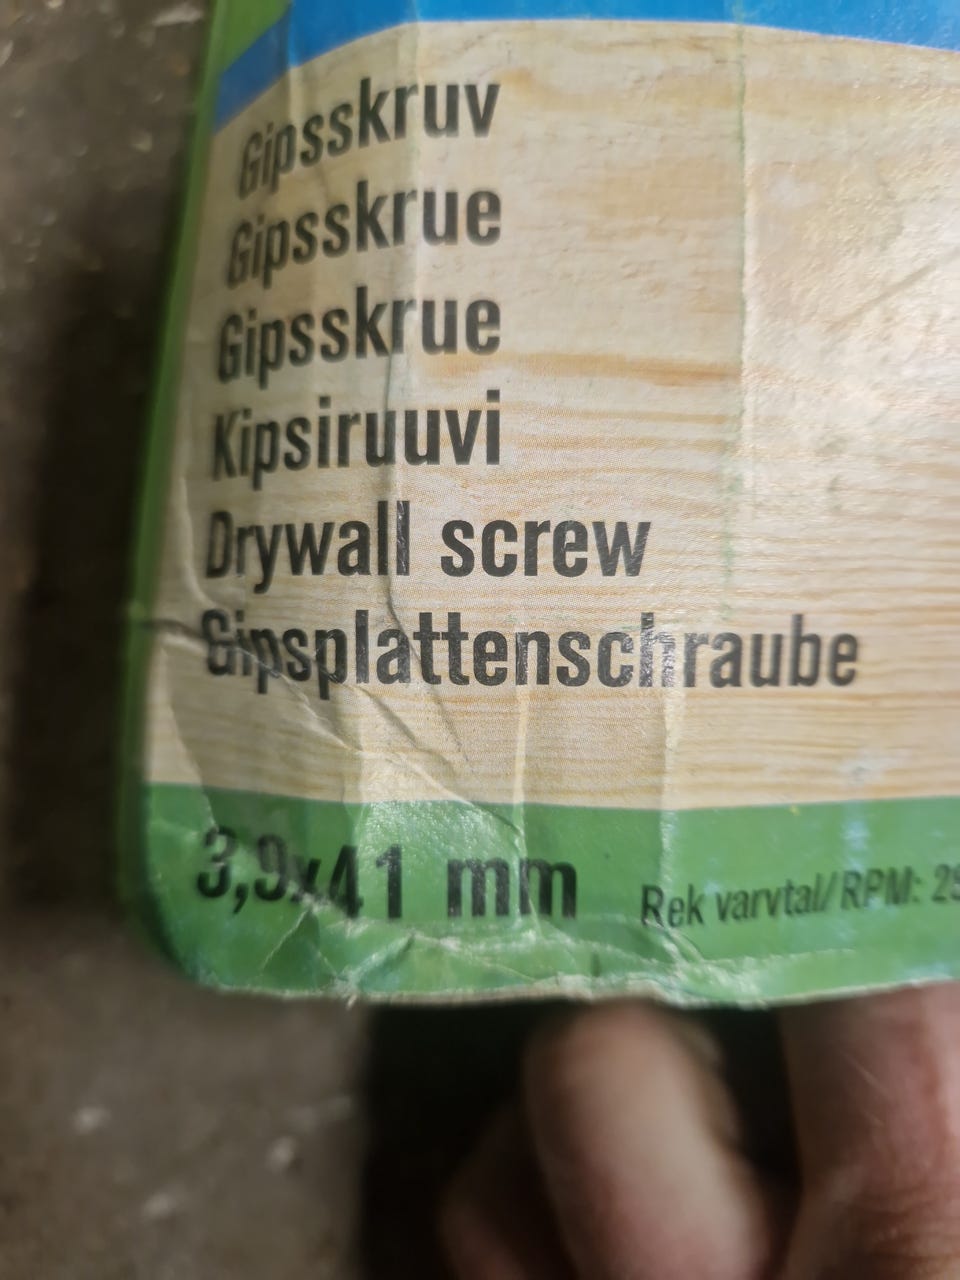 Gipsskruv
Gipsskrue
Gipsskrue
Kipsiruuvi
Drywall screw
Gipsplattenschraube
3,9x41 mm
Rek varvtal/RPM: